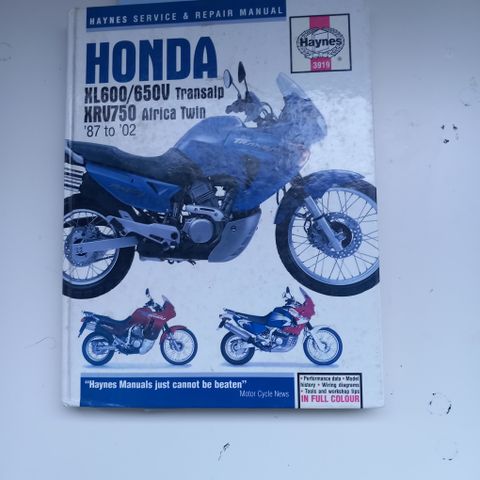 HAYNES SERVICE & REPAIR MANUAL
HONDA
Haynes
3919
XL600/650V Transalp
XRV750 Africa Twin
'87 to '02
TRANSALP
"Haynes Manuals just cannot be beaten"
Motor Cycle News
• Performance data • Model
history • Wiring diagrams
• Tools and workshop tips
IN FULL COLOUR